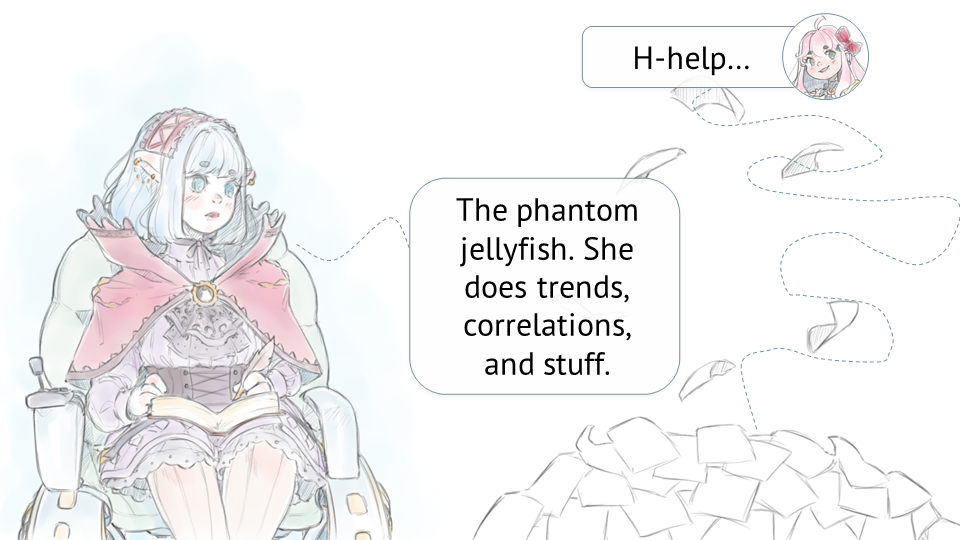 H-help...
The phantom
jellyfish. She
does trends,
correlations,
and stuff.